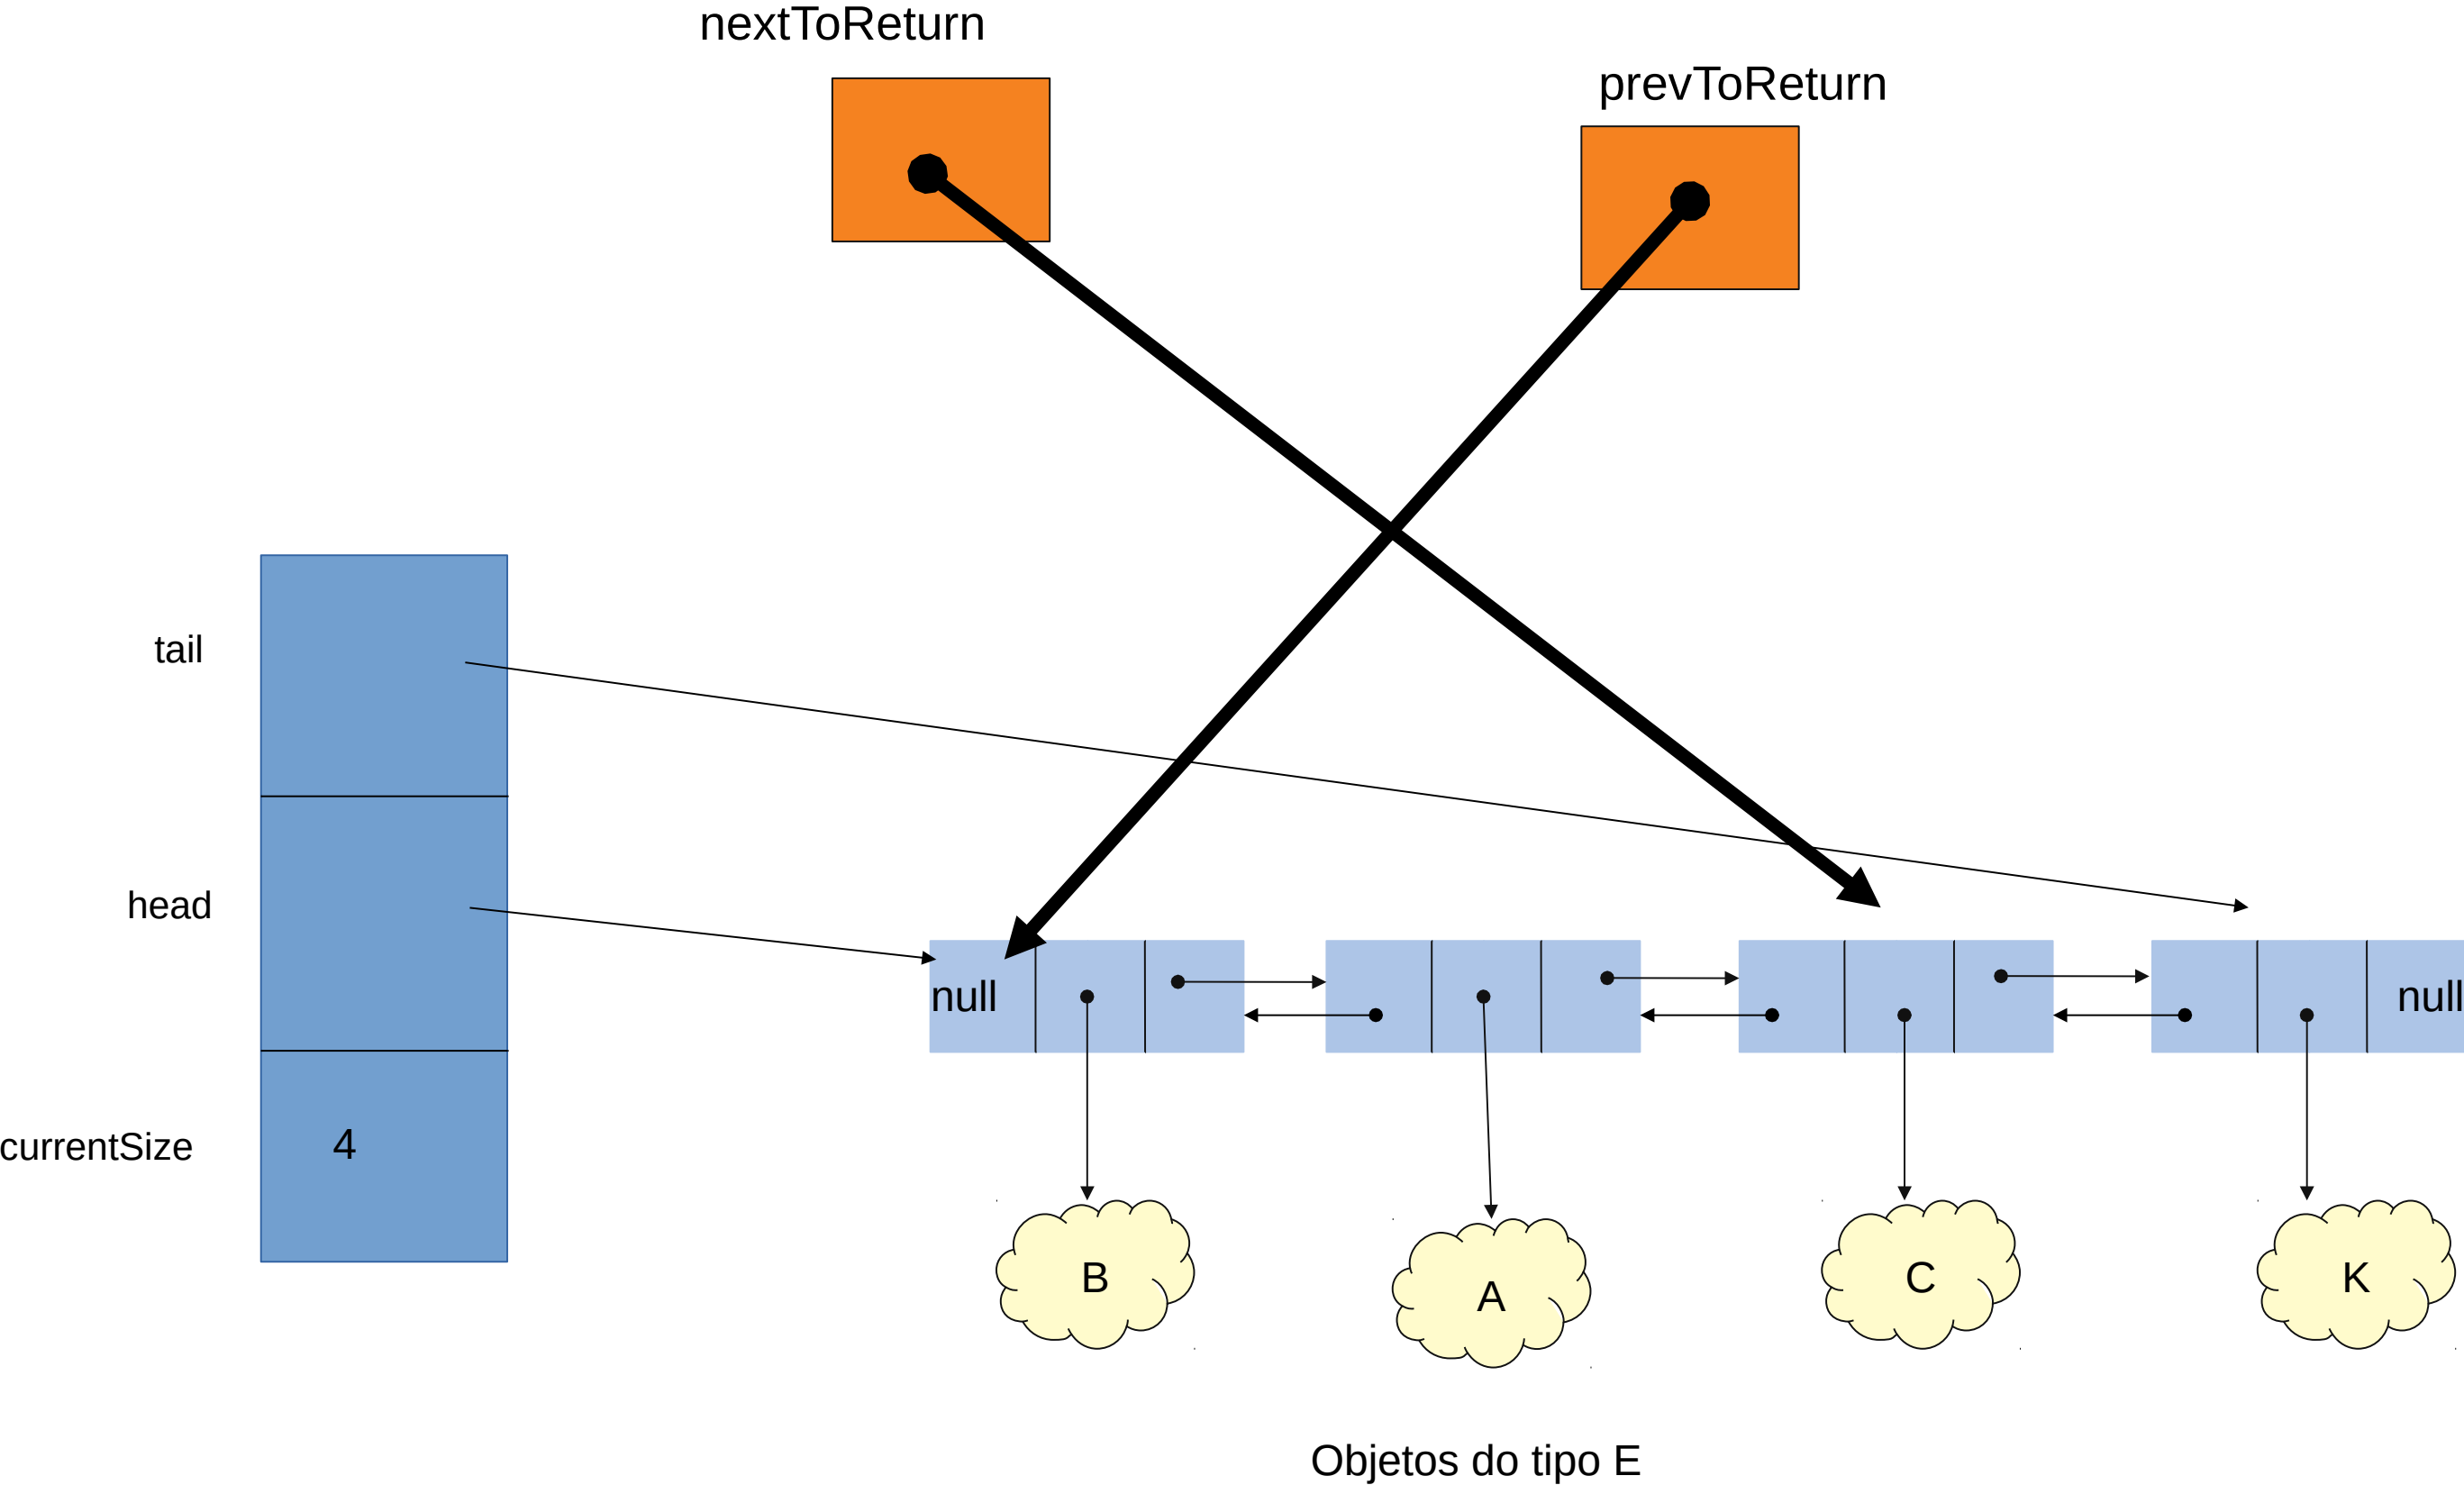 nextToReturn
prevToReturn
tail
head
null
null
currentSize
4
B
A
C
K
Objetos do tipo E